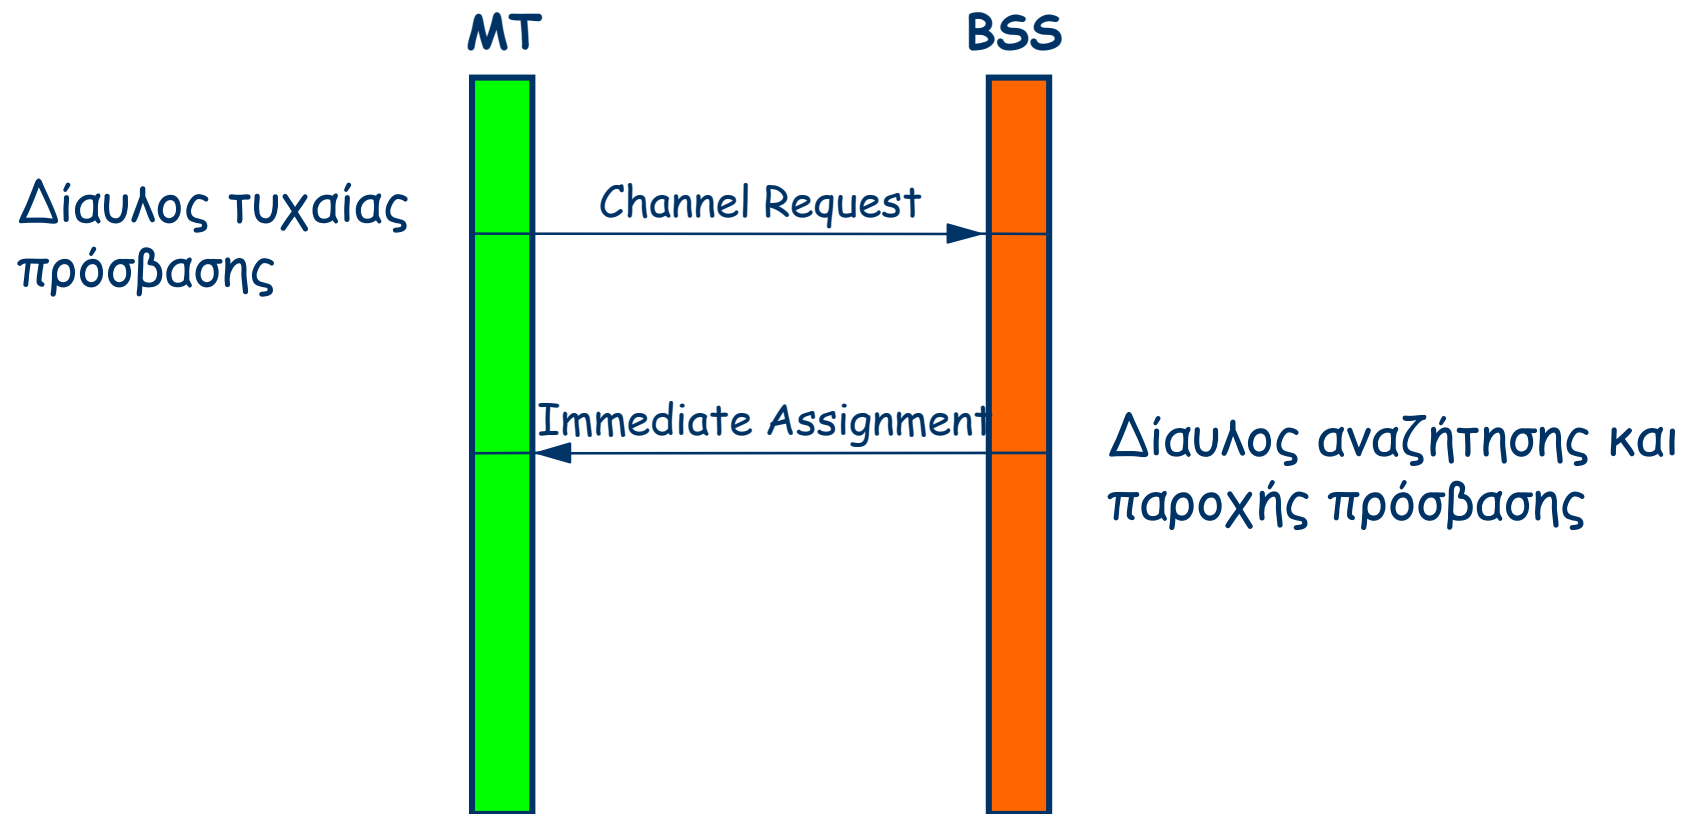 MT
BSS
Δίαυλος τυχαίας
πρόσβασης
Channel Request
Immediate Assignment
Δίαυλος αναζήτησης και
παροχής πρόσβασης